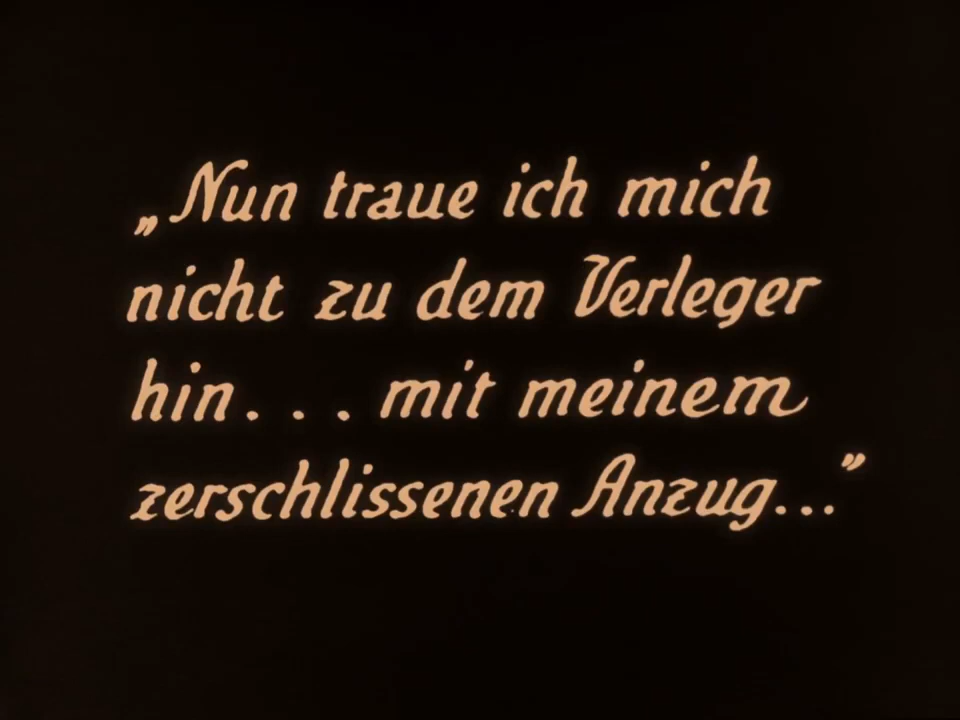 „Nun traue ich mich
nicht zu dem Verleger
hin. . . mit meinem
zerschlissenen Anzug...”